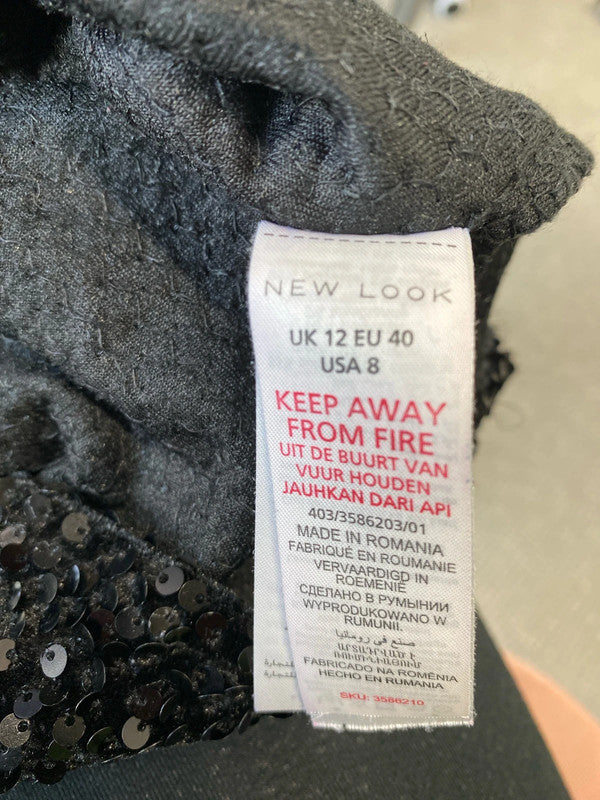 NEW LOOK
UK 12 EU 40
USA 8
KEEP AWAY
FROM FIRE
UIT DE BUURT VAN
VUUR HOUDEN
JAUHKAN DARI API
403/3586203/01
MADE IN ROMANIA
FABRIQUÉ EN ROUMANIE
VERVAARDIGD IN
ROEMENIË
СДЕЛАНО В РУМЫНИИ
WYPRODUKOWANO W
RUMUNII.
صنع في رومانيا
FABRICADO NA ROMÉNIA
HECHO EN RUMANIA
SKU: 3586210